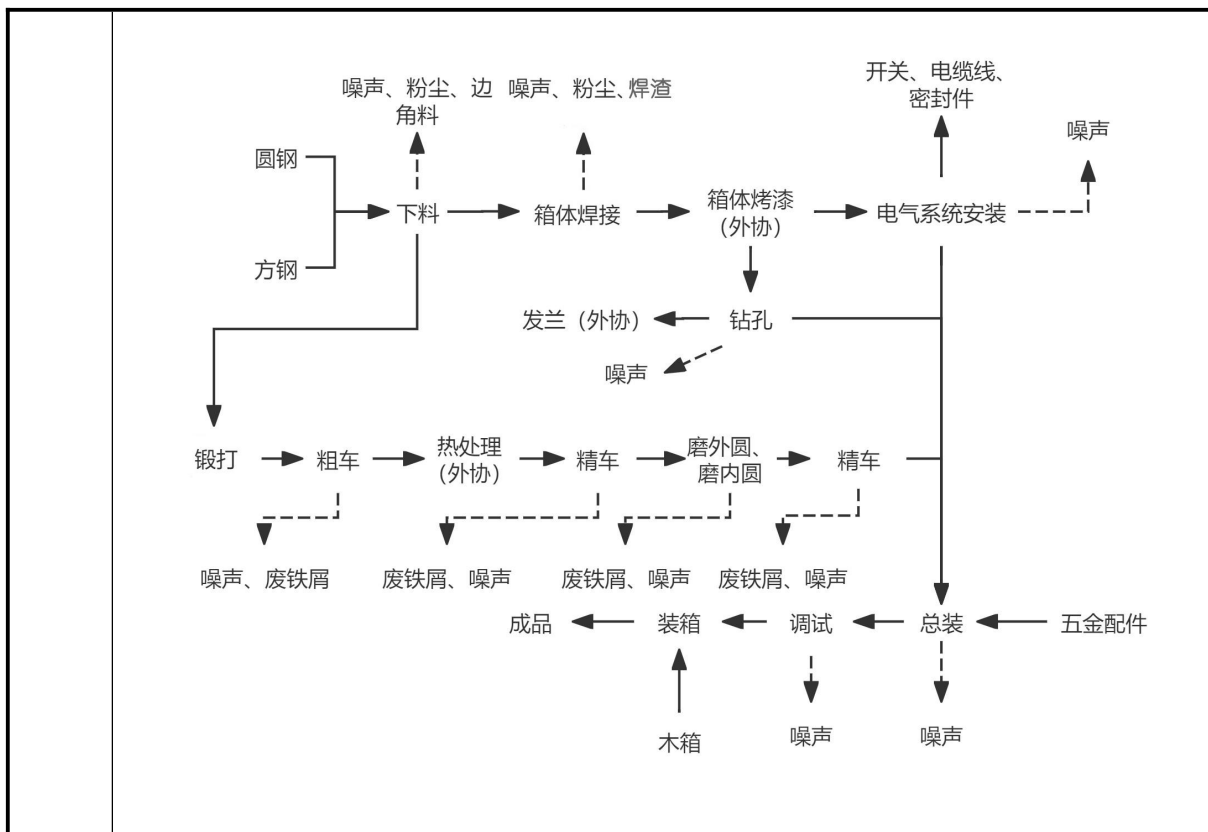 噪声、粉尘、边
角料
噪声、粉尘、焊渣
开关、电缆线、
密封件
噪声
圆钢
方钢
下料
箱体焊接
箱体烤漆
（外协）
电气系统安装
发兰（外协）
钻孔
噪声
锻打
粗车
热处理
（外协）
精车
磨外圆、
磨内圆
精车
噪声、废铁屑
废铁屑、噪声
废铁屑、噪声
废铁屑、噪声
成品
装箱
调试
总装
五金配件
木箱
噪声
噪声